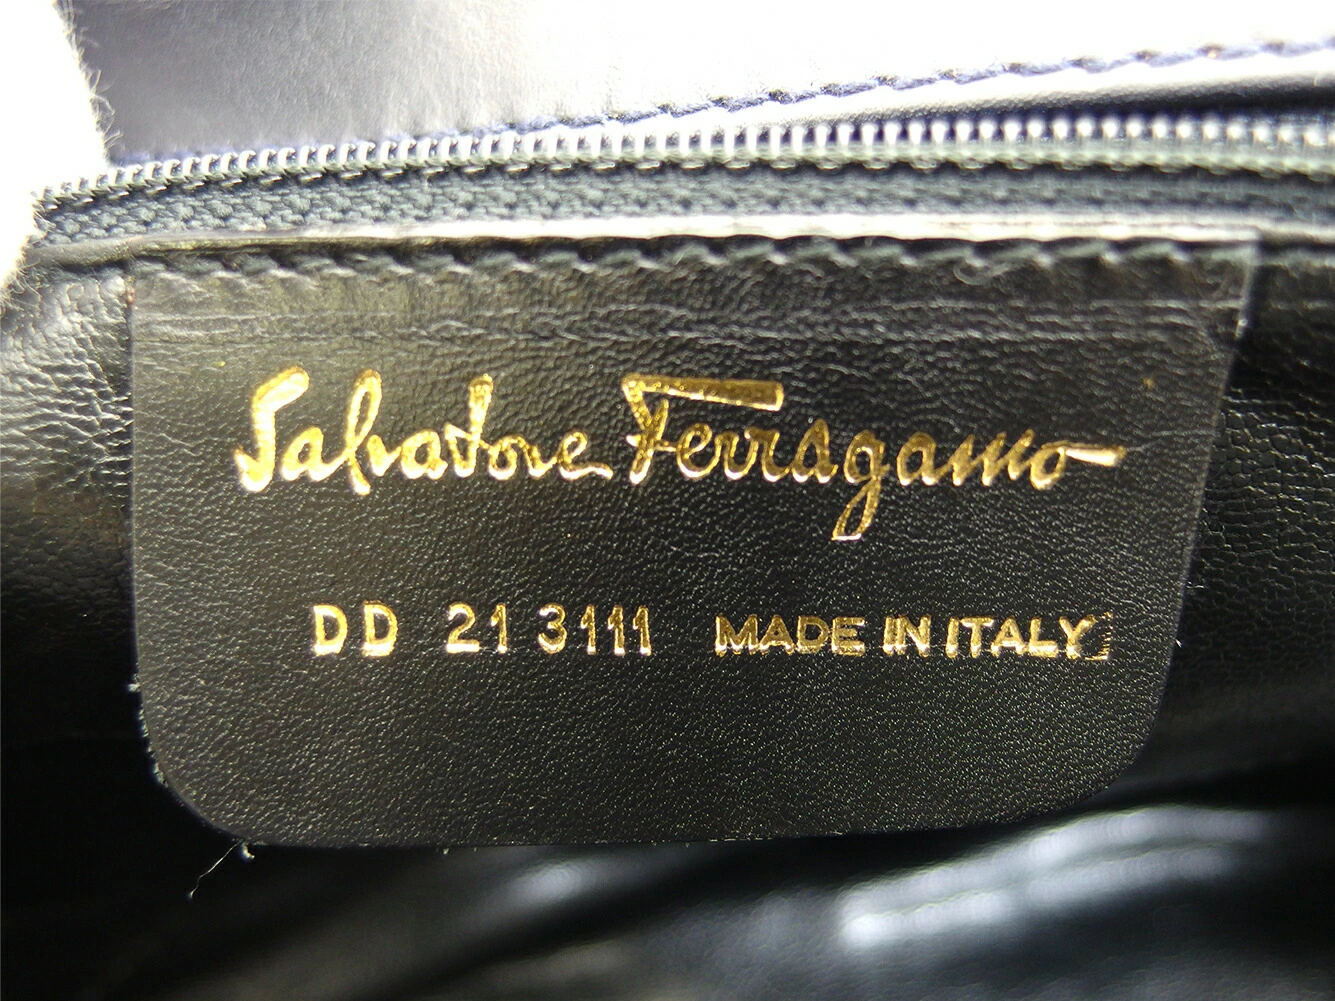 Salvatore Ferragamo
DD 21 3111 MADE IN ITALY